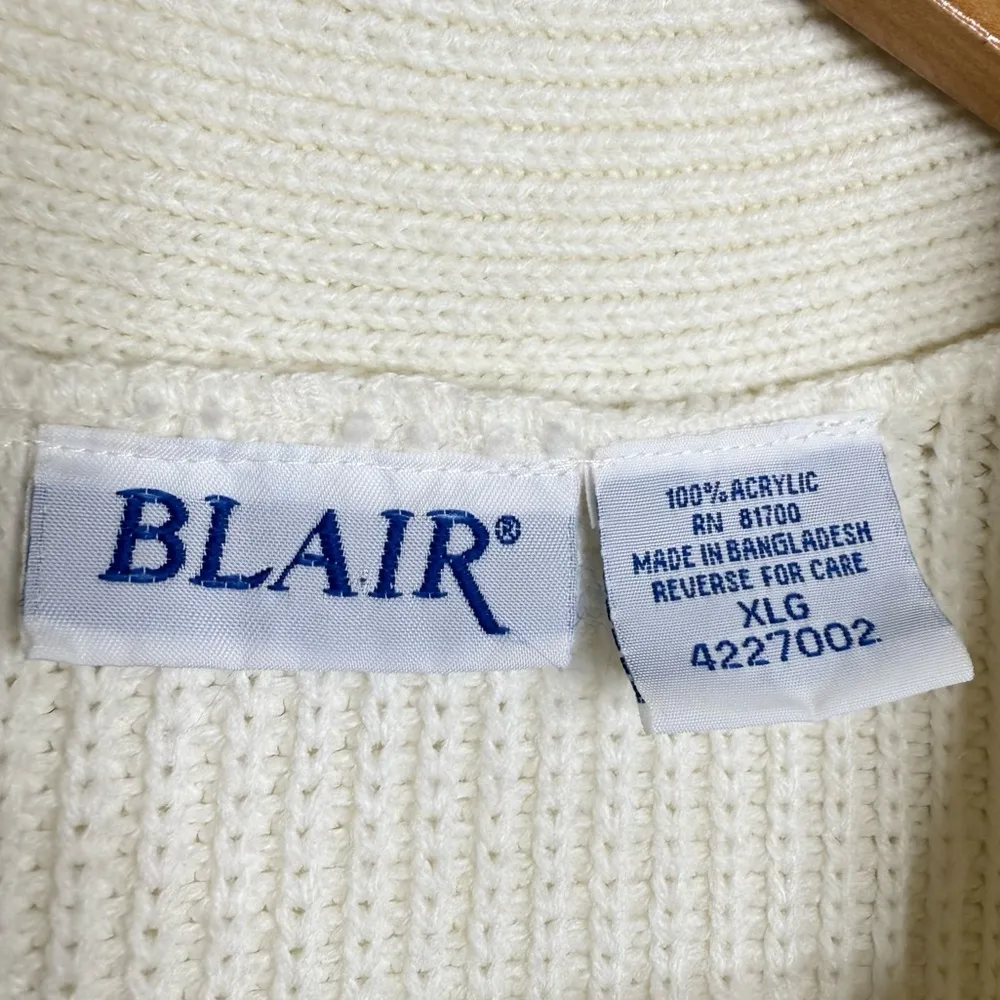 BLAIR®
100% ACRYLIC
RN 81700
MADE IN BANGLADESH
REVERSE FOR CARE
XLG
4227002